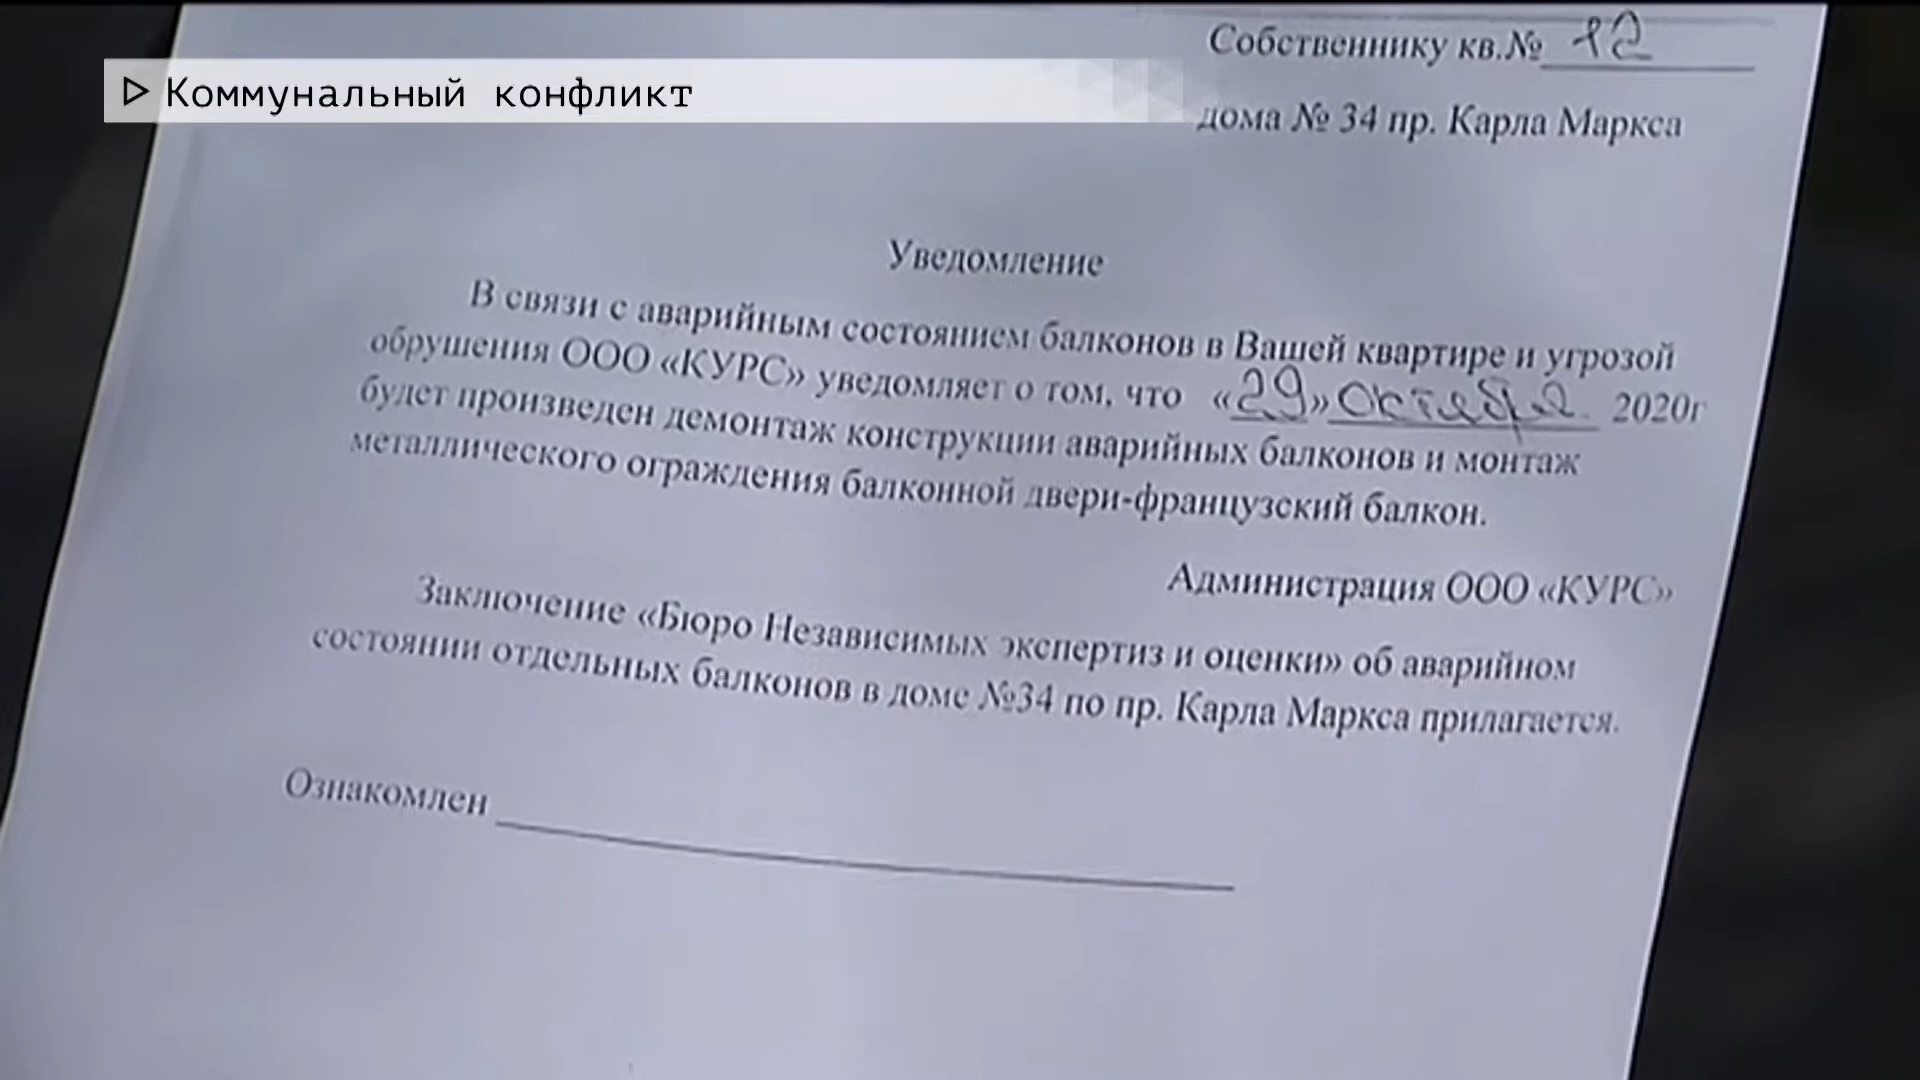 Собственнику кв.№ 12
Коммунальный конфликт
дома № 34 пр. Карла Маркса
Уведомление
В связи с аварийным состоянием балконов в Вашей квартире и угрозой
обрушения ООО «КУРС» уведомляет о том, что «29» октября 2020г
будет произведен демонтаж конструкции аварийных балконов и монтаж
металлического ограждения балконной двери-французский балкон.
Администрация ООО «КУРС»
Заключение «Бюро Независимых экспертиз и оценки» об аварийном
состоянии отдельных балконов в доме №34 по пр. Карла Маркса прилагается.
Ознакомлен